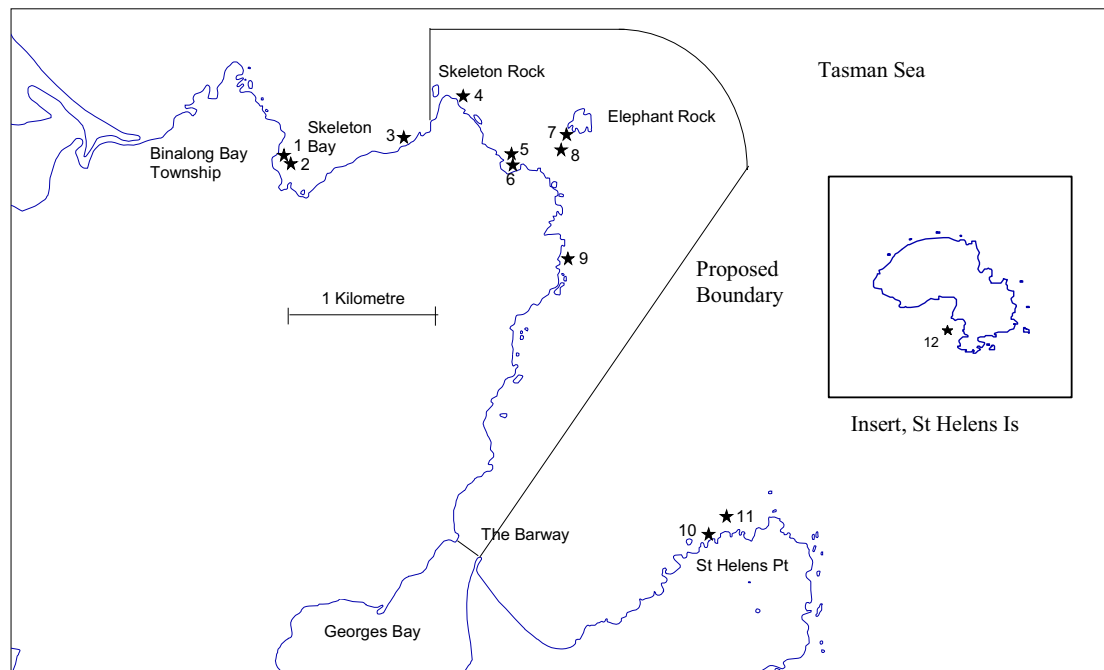 Skeleton Rock
Tasman Sea
4
Elephant Rock
Skeleton
Bay
3
7
1
5
8
Binalong Bay
Township
2
6
9
Proposed
Boundary
1 Kilometre
12
Insert, St Helens Is
11
10
The Barway
St Helens Pt
Georges Bay